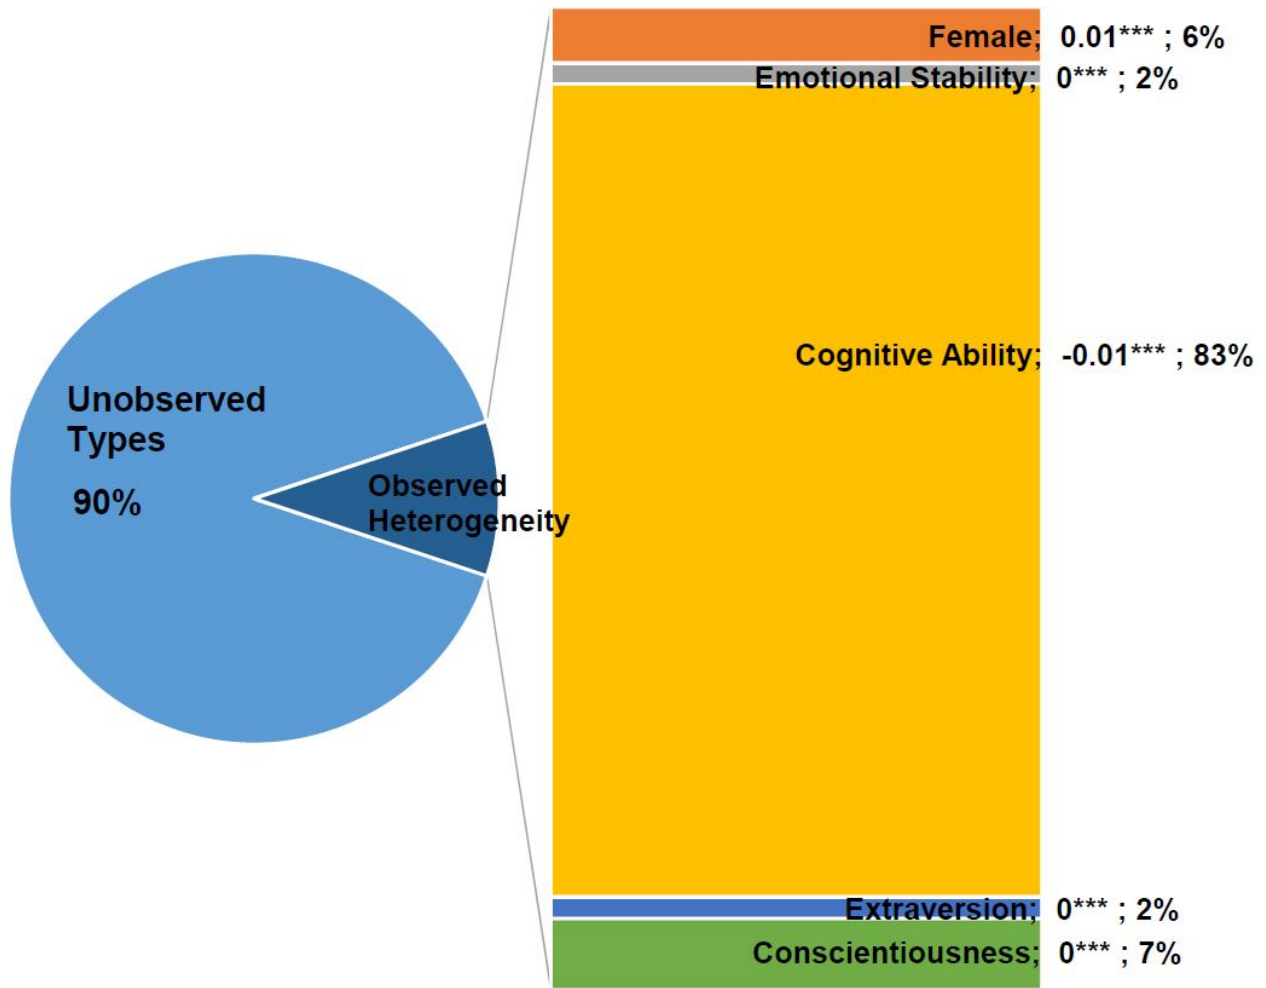 Female; 0.01*** ; 6%
Emotional Stability; 0*** ; 2%
Cognitive Ability; -0.01*** ; 83%
Unobserved
Types
90%
Observed
Heterogeneity
Extraversion; 0*** ; 2%
Conscientiousness; 0*** ; 7%